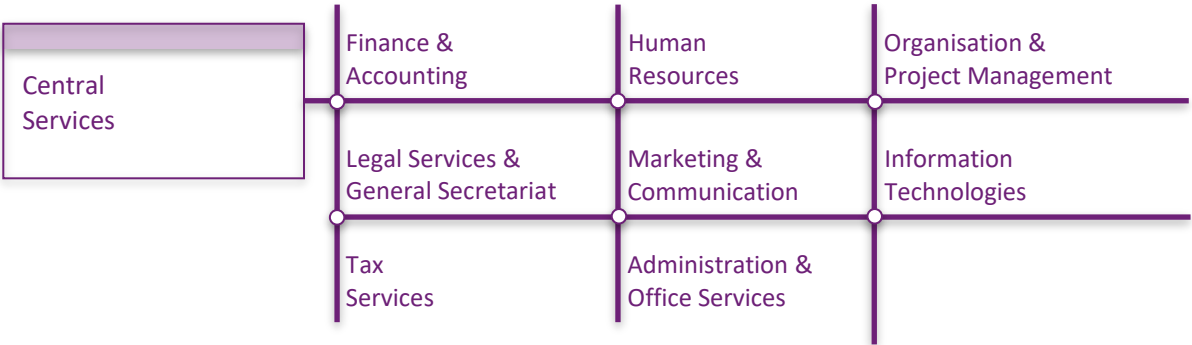 Central
Services
Finance &
Accounting
Human
Resources
Organisation &
Project Management
Legal Services &
General Secretariat
Marketing &
Communication
Information
Technologies
Tax
Services
Administration &
Office Services